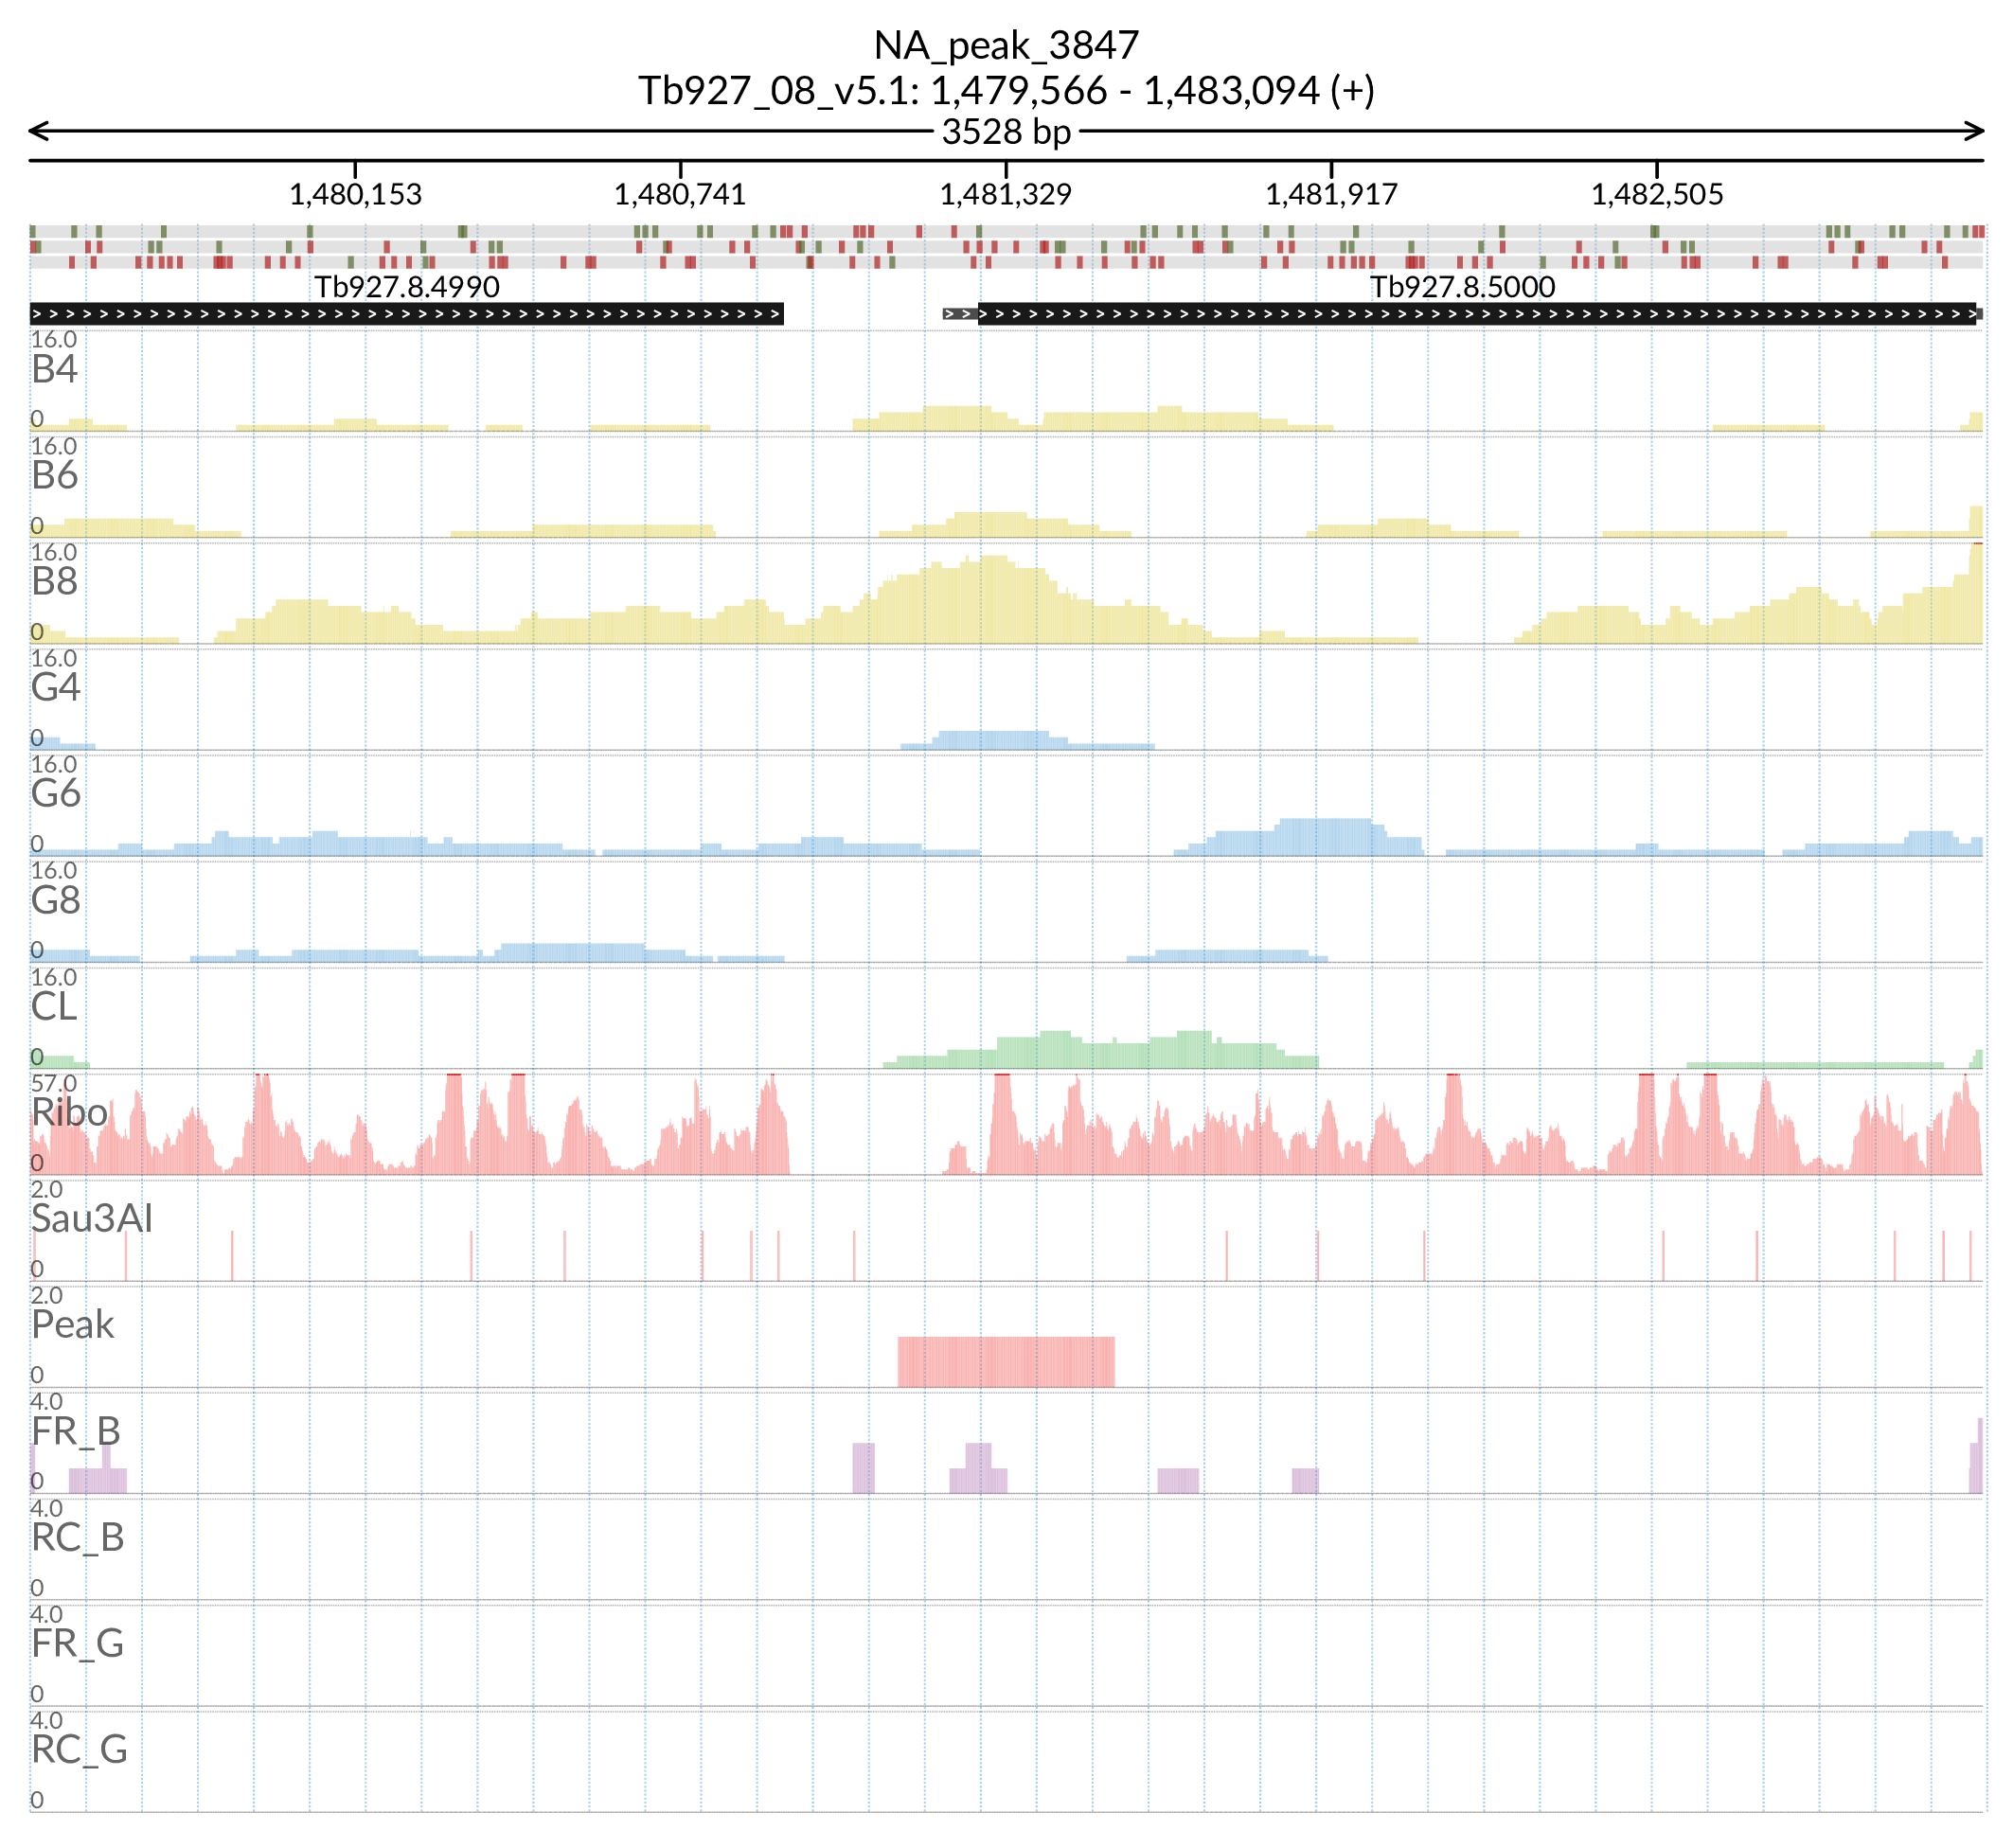 NA_peak_3847
Tb927_08_v5.1: 1,479,566 - 1,483,094 (+)
3528 bp
1,480,153 1,480,741 1,481,329 1,481,917 1,482,505
Tb927.8.4990 Tb927.8.5000
16.0
B4
0
16.0
B6
0
16.0
B8
0
16.0
G4
0
16.0
G6
0
16.0
G8
0
16.0
CL
0
57.0
Ribo
0
2.0
Sau3AI
0
2.0
Peak
0
4.0
FR_B
0
4.0
RC_B
0
4.0
FR_G
0
4.0
RC_G
0